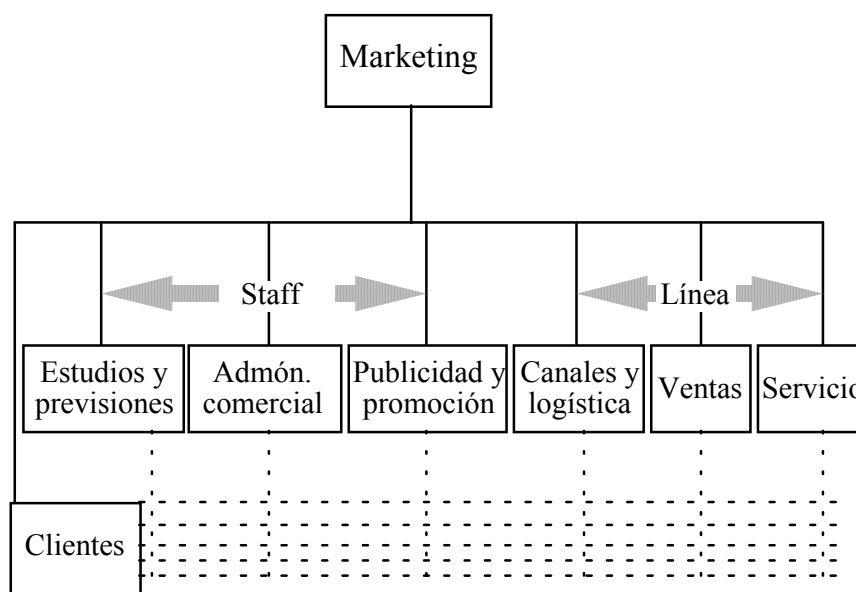 Marketing
Staff
Línea
Estudios y
previsiones
Admón.
comercial
Publicidad y
promoción
Canales y
logística
Ventas
Servicio
Clientes